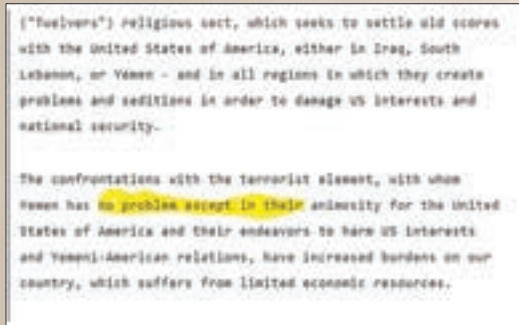 ("Twelvers") religious sect, which seeks to settle old scores
with the United States of America, either in Iraq, South
Lebanon, or Yemen - and in all regions in which they create
problems and seditions in order to damage US interests and
national security.
The confrontations with the terrorist element, with whom
Yemen has no problem except in their animosity for the United
States of America and their endeavors to harm US interests
and Yemeni-American relations, have increased burdens on our
country, which suffers from limited economic resources.